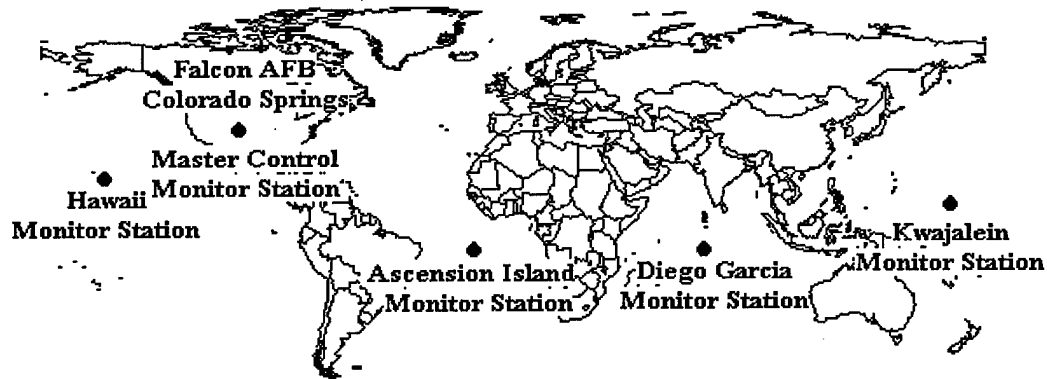 Falcon AFB
Colorado Springs
Master Control
Monitor Station
Hawaii
Monitor Station
Ascension Island
Monitor Station
Diego Garcia
Monitor Station
Kwajalein
Monitor Station